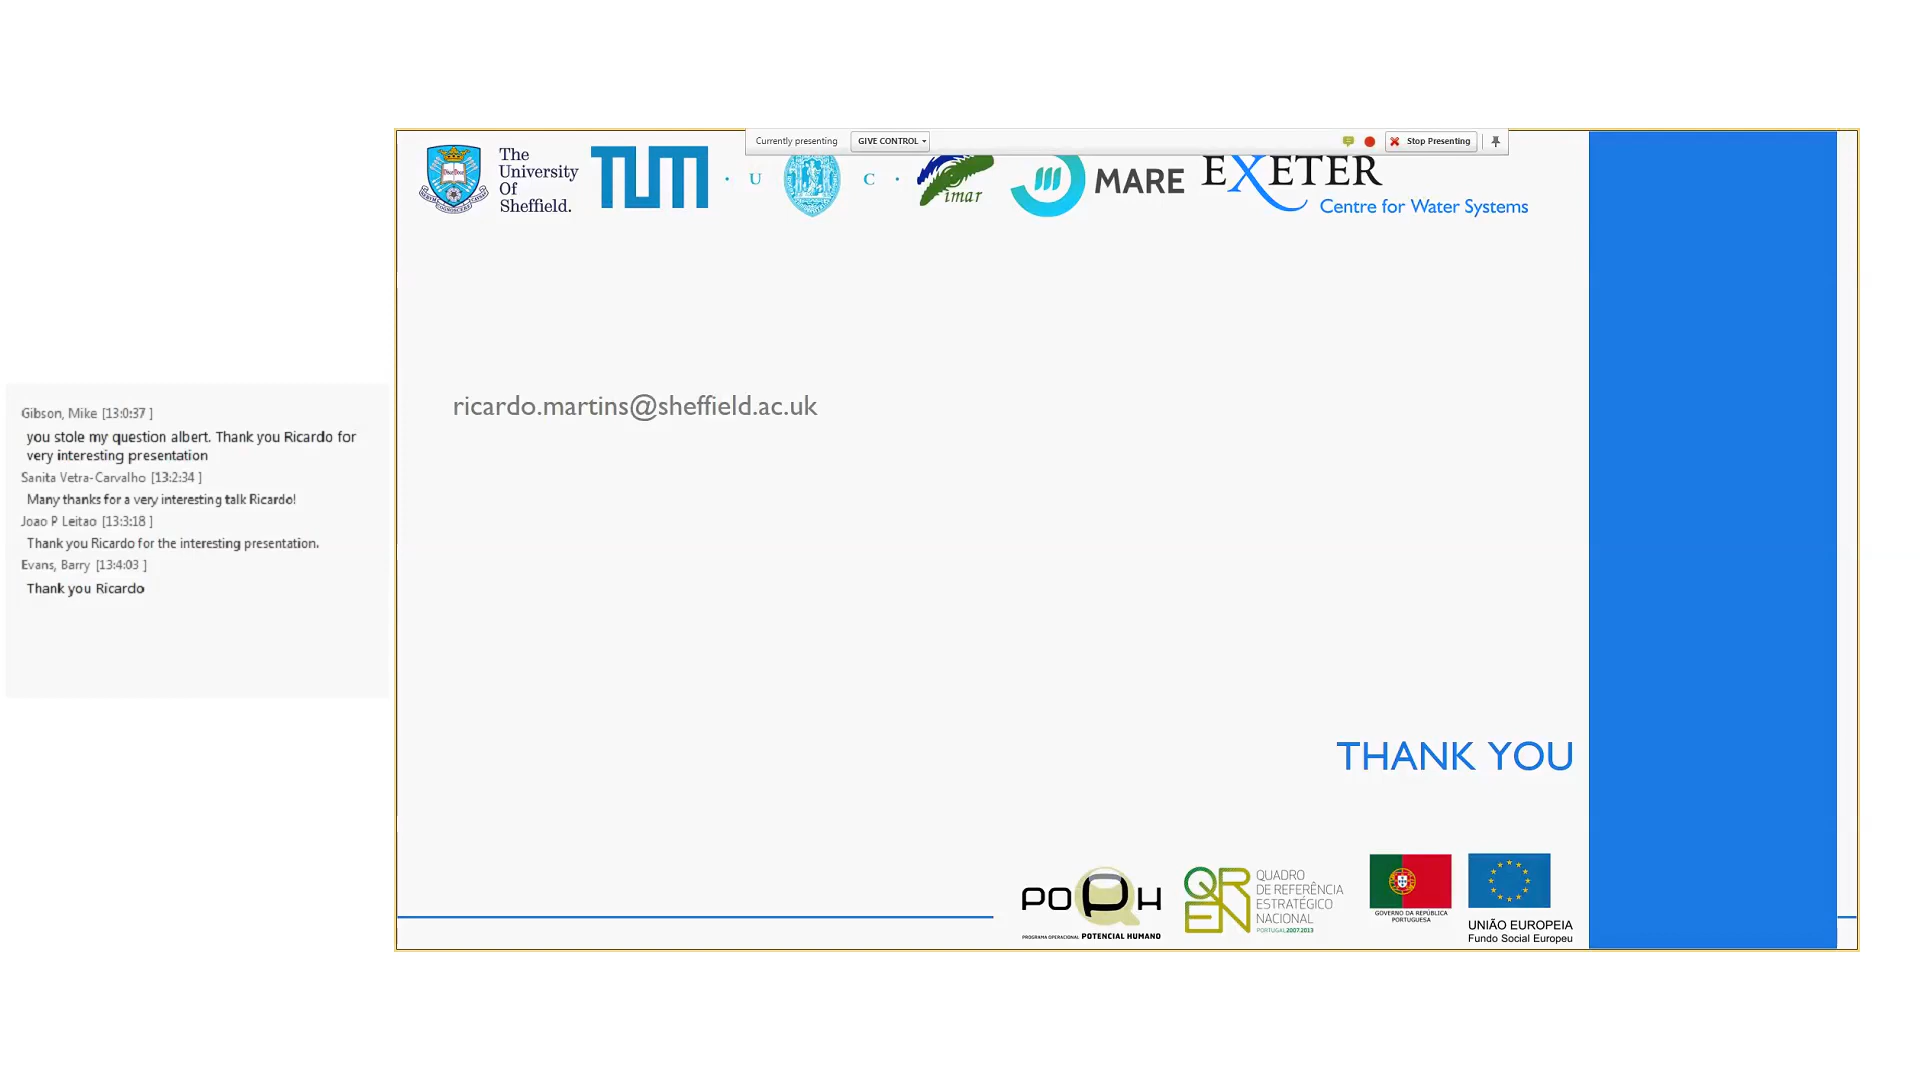 Gibson, Mike [13:0:37 ]
you stole my question albert. Thank you Ricardo for
very interesting presentation
Sanita Vetra-Carvalho [13:2:34 ]
Many thanks for a very interesting talk Ricardo!
Joao P Leitao [13:3:18 ]
Thank you Ricardo for the interesting presentation.
Evans, Barry [13:4:03 ]
Thank you Ricardo
Currently presenting
GIVE CONTROL
Stop Presenting
The
University
Of
Sheffield.
TUM
· U C ·
imar
MARE
EXETER
Centre for Water Systems
ricardo.martins@sheffield.ac.uk
THANK YOU
POPH
PROGRAMA OPERACIONAL POTENCIAL HUMANO
QREN
QUADRO
DE REFERÊNCIA
ESTRATÉGICO
NACIONAL
PORTUGAL2007.2013
GOVERNO DA REPÚBLICA
PORTUGUESA
UNIÃO EUROPEIA
Fundo Social Europeu